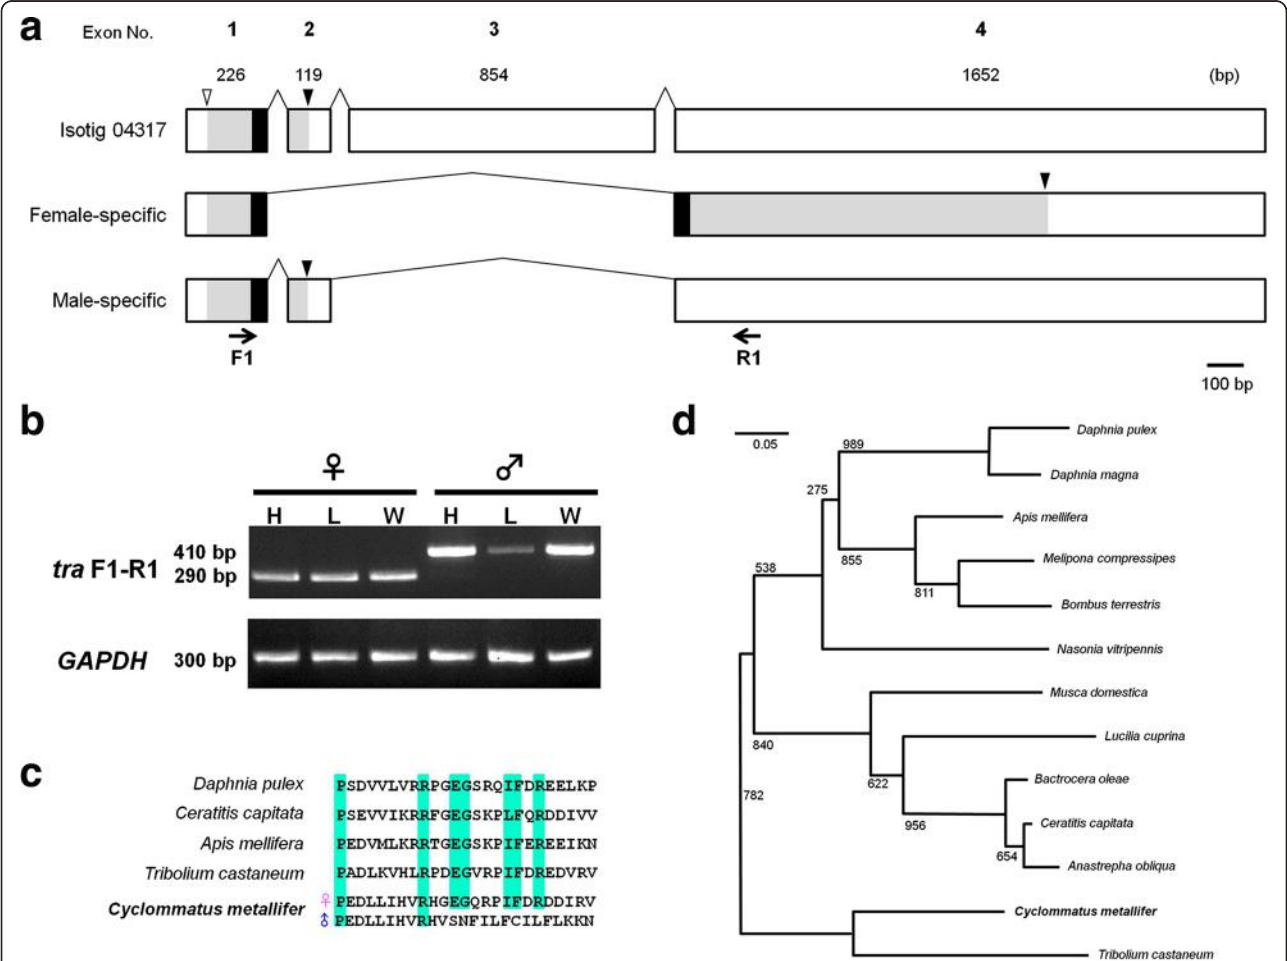 a
Exon No. 1 2 3 4
226 119 854 1652 (bp)
Isotig 04317
Female-specific
Male-specific
F1 R1
100 bp
b
♀ ♂
H L W H L W
tra F1-R1
410 bp
290 bp
GAPDH 300 bp
c
Daphnia pulex PSDVVLVRRPGEGSRQIFDREELKP
Ceratitis capitata PSEVVIKRRFGEGSKPLFQRDDIVV
Apis mellifera PEDVMLKRRTGEGSKPIFEREEIKN
Tribolium castaneum PADLKVHLRPDEGVRPIFDREDVRV
Cyclommatus metallifer
♀ PEDLLIHVRHGEGQRPIFDRDDIRV
♂ PEDLLIHVRHVSNFILFCILFLKKN
d
0.05
989
Daphnia pulex
Daphnia magna
275
Apis mellifera
855
Melipona compressipes
811
Bombus terrestris
538
Nasonia vitripennis
Musca domestica
840
Lucilia cuprina
622
Bactrocera oleae
782
956
Ceratitis capitata
654
Anastrepha obliqua
Cyclommatus metallifer
Tribolium castaneum